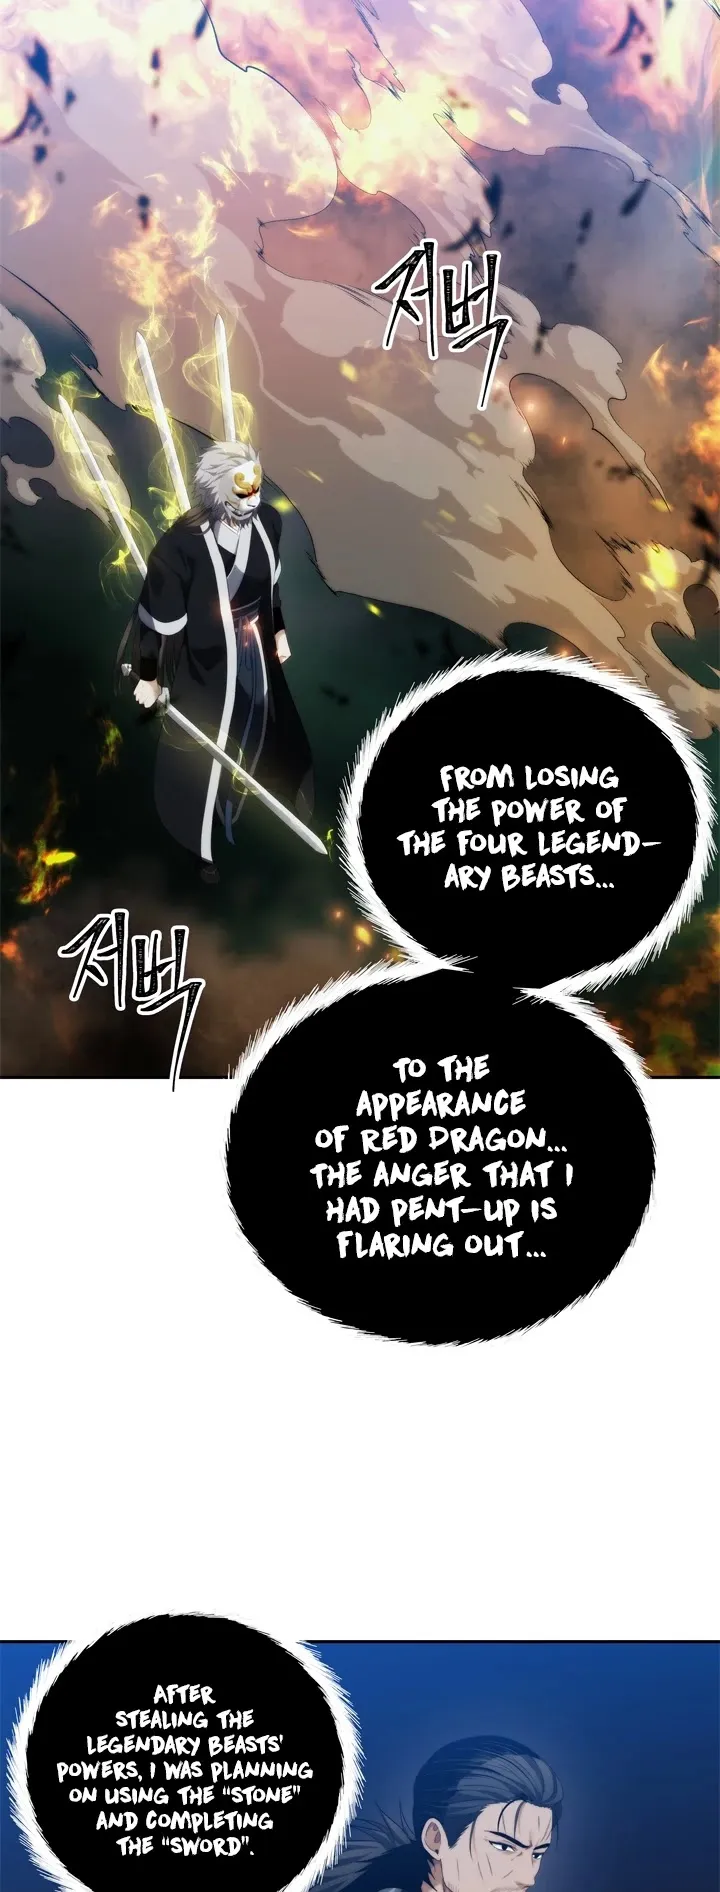 저벅
FROM LOSING
THE POWER OF
THE FOUR LEGEND-
ARY BEASTS...
저벅
TO THE
APPEARANCE
OF RED DRAGON...
THE ANGER THAT I
HAD PENT-UP IS
FLARING OUT...
AFTER
STEALING THE
LEGENDARY BEASTS'
POWERS, I WAS PLANNING
ON USING THE "STONE"
AND COMPLETING
THE "SWORD".